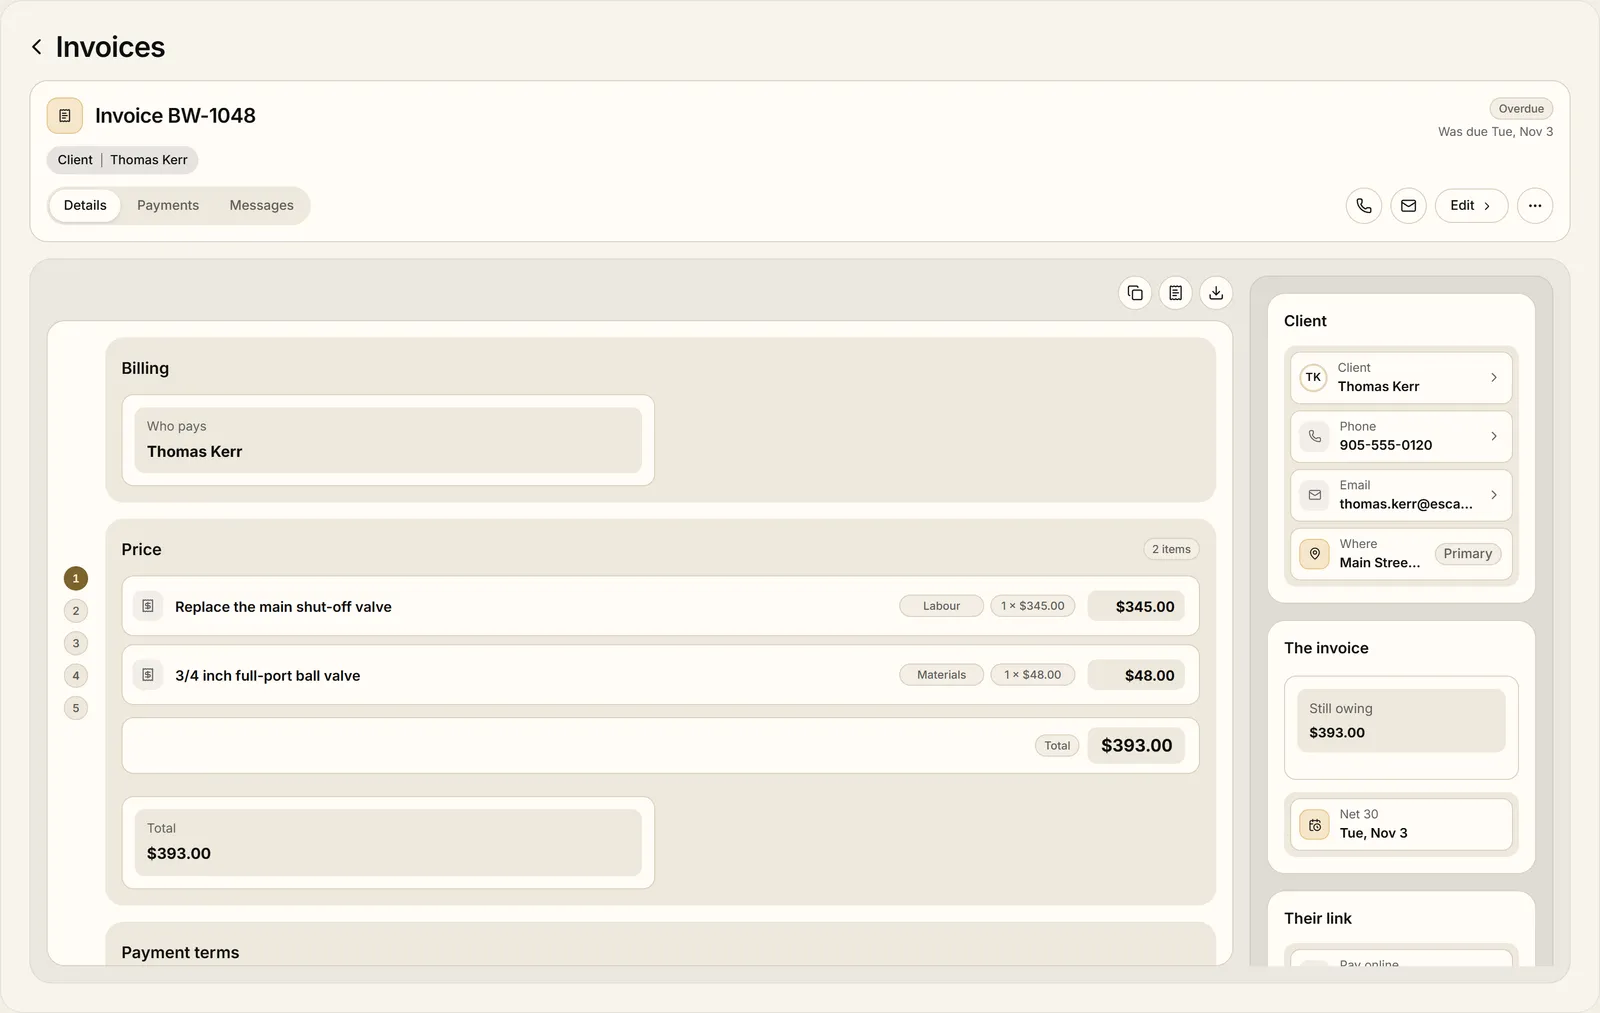 Invoices
Invoice BW-1048
Overdue
Was due Tue, Nov 3
Client | Thomas Kerr
Details
Payments
Messages
Edit
Billing
Who pays
Thomas Kerr
Price
2 items
1
2
3
4
5
Replace the main shut-off valve
Labour
1 × $345.00
$345.00
3/4 inch full-port ball valve
Materials
1 × $48.00
$48.00
Total
$393.00
Total
$393.00
Payment terms
Client
TK
Client
Thomas Kerr
Phone
905-555-0120
Email
thomas.kerr@esca...
Where
Main Stree...
Primary
The invoice
Still owing
$393.00
Net 30
Tue, Nov 3
Their link
Pay online